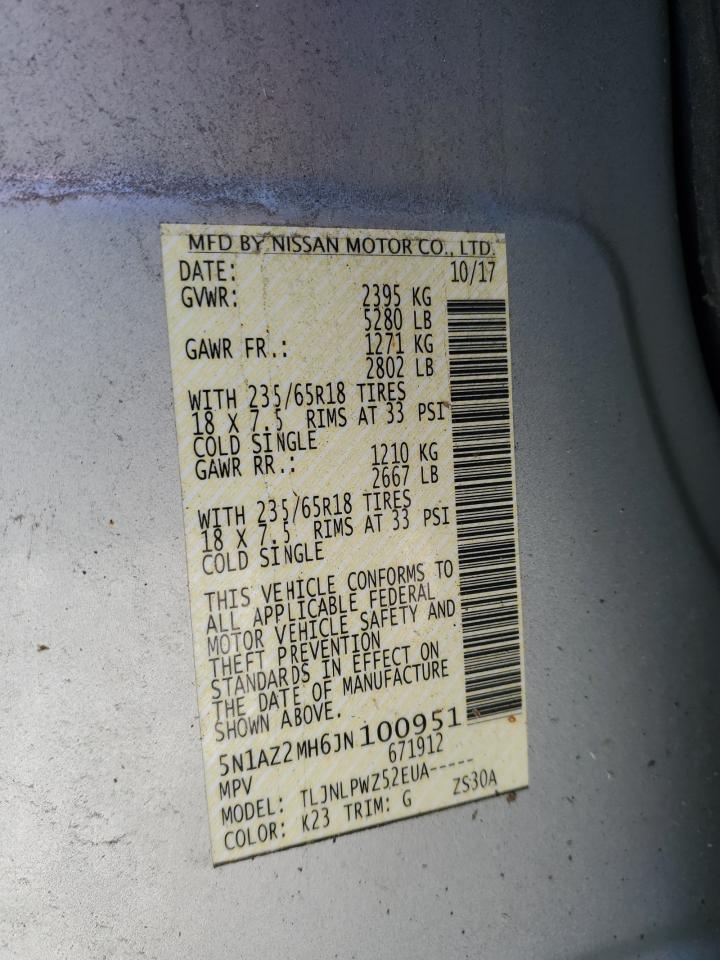 MFD BY NISSAN MOTOR CO., LTD.
DATE: 10/17
GVWR: 2395 KG
5280 LB
GAWR FR.: 1271 KG
2802 LB
WITH 235/65R18 TIRES
18 X 7.5 RIMS AT 33 PSI
COLD SINGLE
GAWR RR.: 1210 KG
2667 LB
WITH 235/65R18 TIRES
18 X 7.5 RIMS AT 33 PSI
COLD SINGLE
THIS VEHICLE CONFORMS TO
ALL APPLICABLE FEDERAL
MOTOR VEHICLE SAFETY AND
THEFT PREVENTION
STANDARDS IN EFFECT ON
THE DATE OF MANUFACTURE
SHOWN ABOVE.
5N1AZ2MH6JN100951
MPV 671912
MODEL: TLJNLPWZ52EUA-----
COLOR: K23 TRIM: G ZS30A